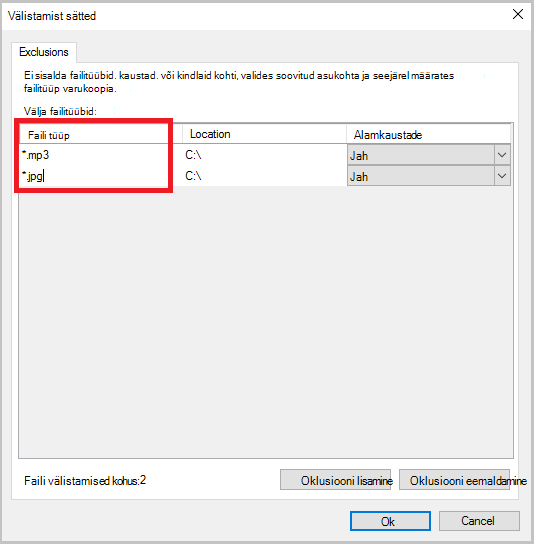 Välistamist sätted
Exclusions
Ei sisalda failitüübid. kaustad. või kindlaid kohti, valides soovitud asukohta ja seejärel määrates
failitüüp varukoopia.
Välja failitüübid:
Faili tüüp Location Alamkaustade
*.mp3 C:\ Jah
*.jpg C:\ Jah
Faili välistamised kohus:2 Oklusiooni lisamine Oklusiooni eemaldamine
Ok Cancel